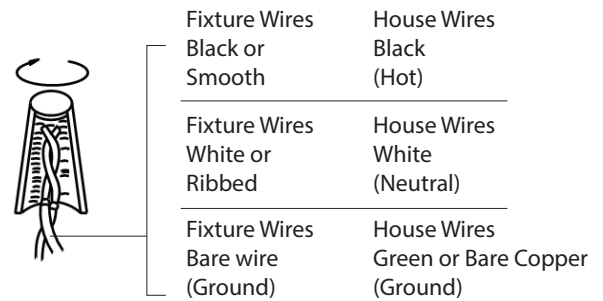 Fixture Wires House Wires
Black or Black
Smooth (Hot)
Fixture Wires House Wires
White or White
Ribbed (Neutral)
Fixture Wires House Wires
Bare wire Green or Bare Copper
(Ground) (Ground)